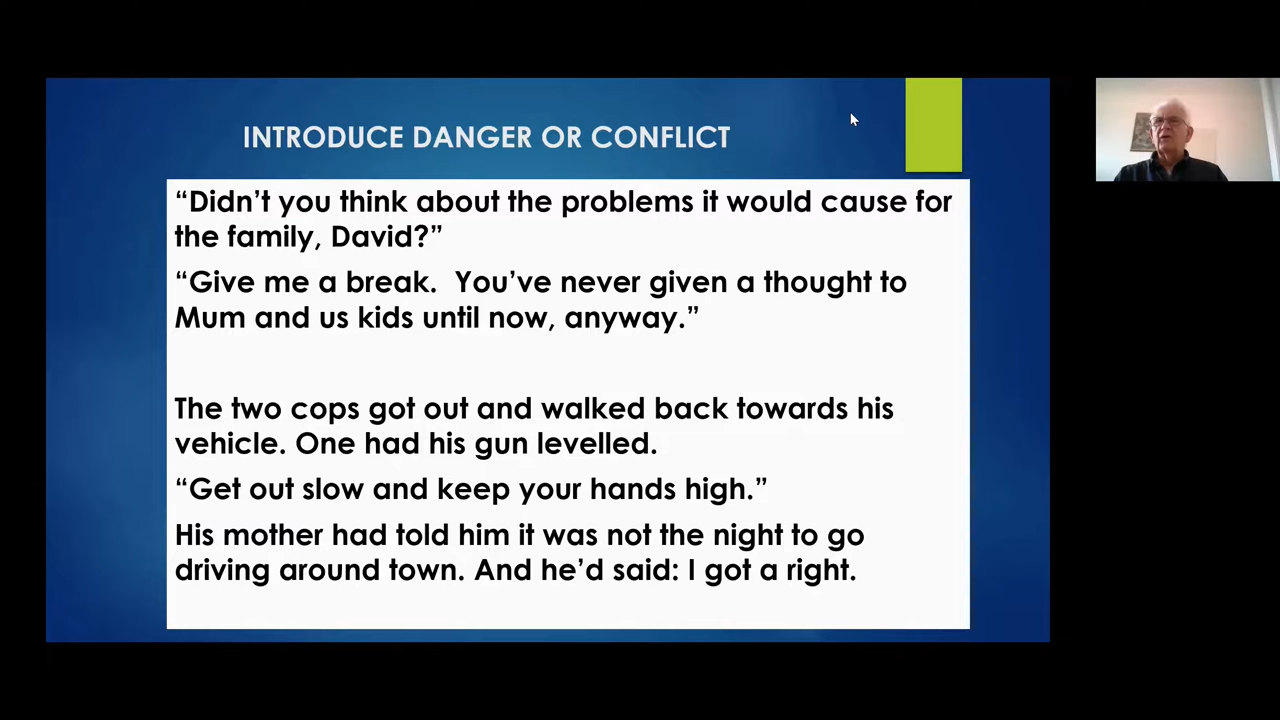 INTRODUCE DANGER OR CONFLICT
“Didn’t you think about the problems it would cause for
the family, David?”
“Give me a break.  You’ve never given a thought to
Mum and us kids until now, anyway.”
The two cops got out and walked back towards his
vehicle. One had his gun levelled.
“Get out slow and keep your hands high.”
His mother had told him it was not the night to go
driving around town. And he’d said: I got a right.